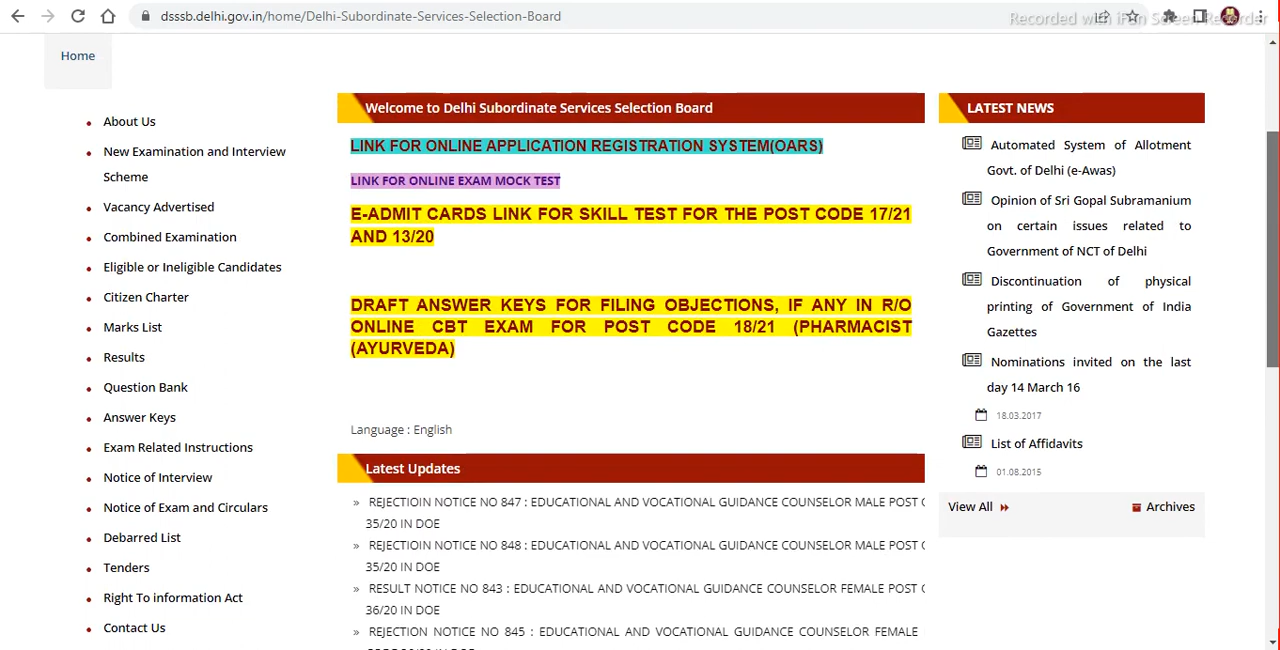 dsssb.delhi.gov.in/home/Delhi-Subordinate-Services-Selection-Board
Recorded with iFun Screen Recorder
Home
About Us
New Examination and Interview
Scheme
Vacancy Advertised
Combined Examination
Eligible or Ineligible Candidates
Citizen Charter
Marks List
Results
Question Bank
Answer Keys
Exam Related Instructions
Notice of Interview
Notice of Exam and Circulars
Debarred List
Tenders
Right To information Act
Contact Us
Welcome to Delhi Subordinate Services Selection Board
LINK FOR ONLINE APPLICATION REGISTRATION SYSTEM(OARS)
LINK FOR ONLINE EXAM MOCK TEST
E-ADMIT CARDS LINK FOR SKILL TEST FOR THE POST CODE 17/21
AND 13/20
DRAFT ANSWER KEYS FOR FILING OBJECTIONS, IF ANY IN R/O
ONLINE CBT EXAM FOR POST CODE 18/21 (PHARMACIST
(AYURVEDA)
Language : English
Latest Updates
» REJECTIOIN NOTICE NO 847 : EDUCATIONAL AND VOCATIONAL GUIDANCE COUNSELOR MALE POST
35/20 IN DOE
» REJECTIOIN NOTICE NO 848 : EDUCATIONAL AND VOCATIONAL GUIDANCE COUNSELOR MALE POST
35/20 IN DOE
» RESULT NOTICE NO 843 : EDUCATIONAL AND VOCATIONAL GUIDANCE COUNSELOR FEMALE POST
36/20 IN DOE
» REJECTION NOTICE NO 845 : EDUCATIONAL AND VOCATIONAL GUIDANCE COUNSELOR FEMALE
LATEST NEWS
Automated System of Allotment
Govt. of Delhi (e-Awas)
Opinion of Sri Gopal Subramanium
on certain issues related to
Government of NCT of Delhi
Discontinuation of physical
printing of Government of India
Gazettes
Nominations invited on the last
day 14 March 16
18.03.2017
List of Affidavits
01.08.2015
View All
Archives